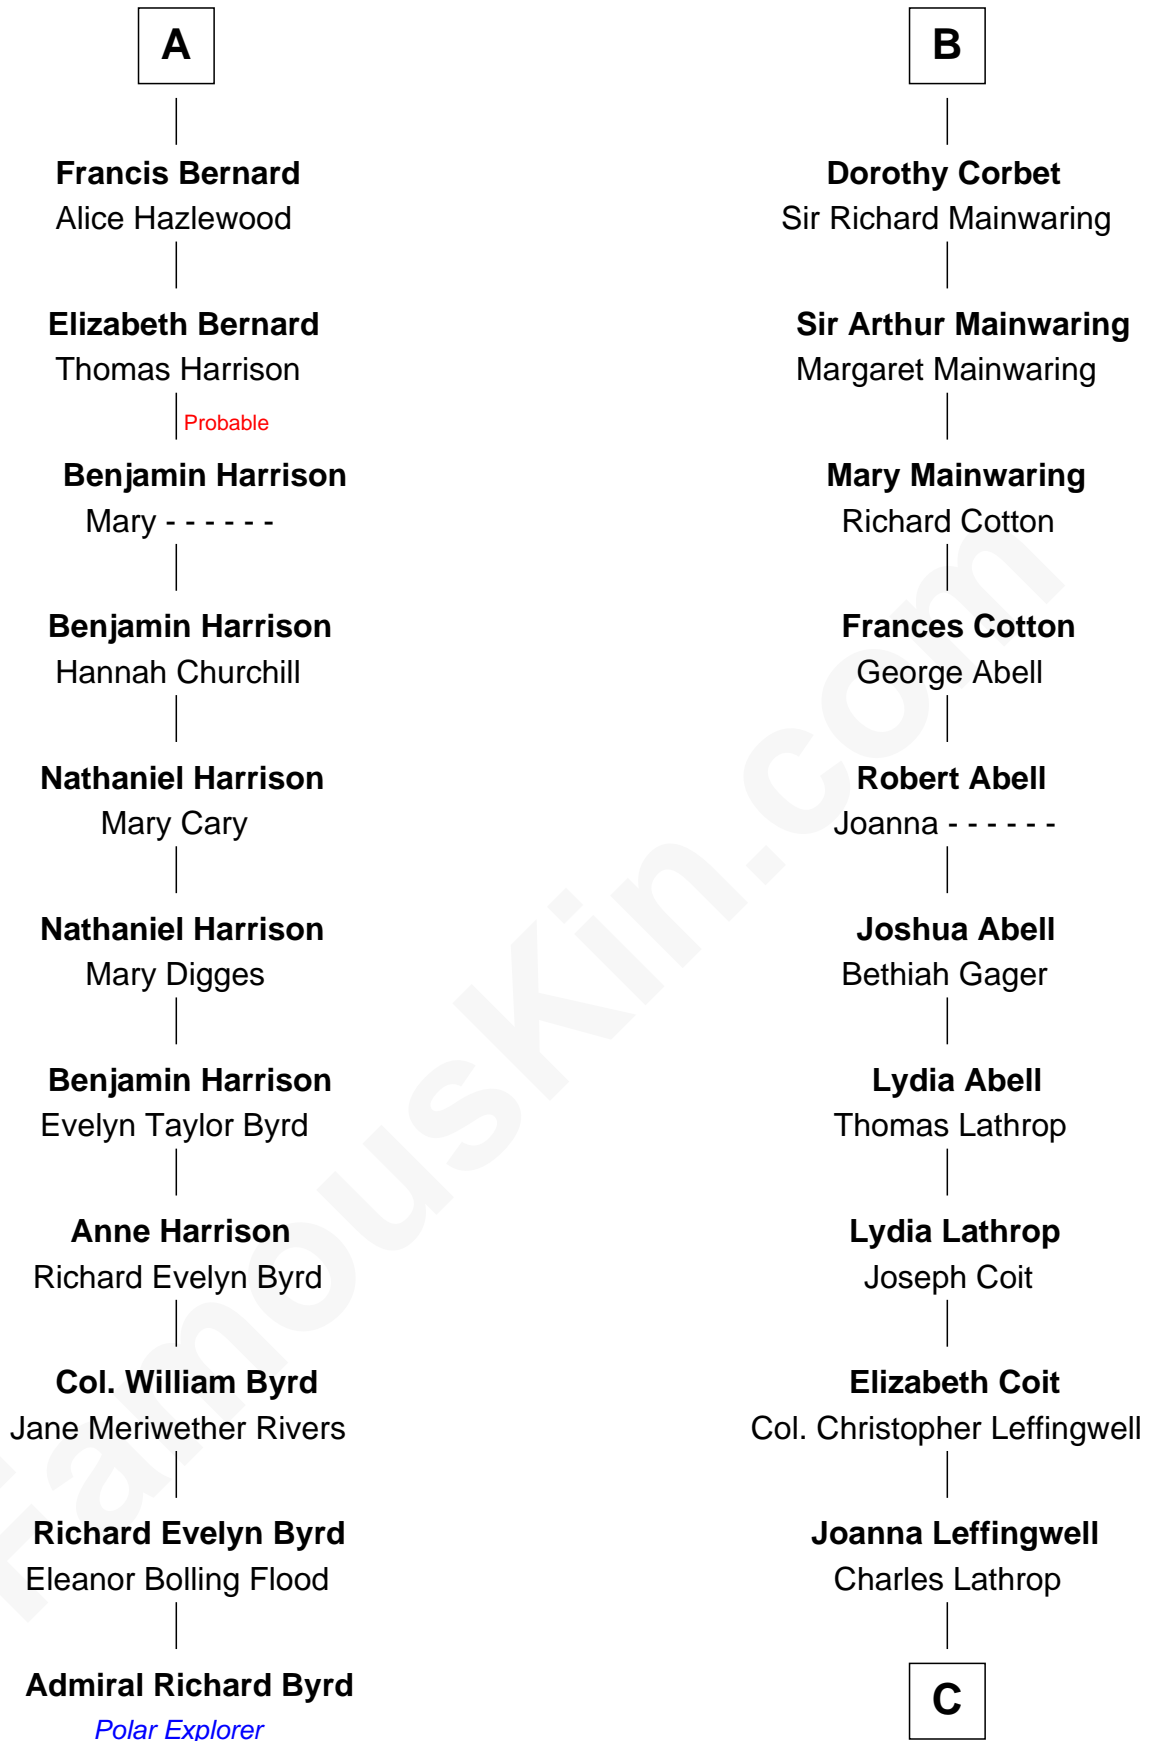 A
Francis Bernard
Alice Hazlewood
Elizabeth Bernard
Thomas Harrison
Probable
Benjamin Harrison
Mary - - - - - -
Benjamin Harrison
Hannah Churchill
Nathaniel Harrison
Mary Cary
Nathaniel Harrison
Mary Digges
Benjamin Harrison
Evelyn Taylor Byrd
Anne Harrison
Richard Evelyn Byrd
Col. William Byrd
Jane Meriwether Rivers
Richard Evelyn Byrd
Eleanor Bolling Flood
Admiral Richard Byrd
Polar Explorer
B
Dorothy Corbet
Sir Richard Mainwaring
Sir Arthur Mainwaring
Margaret Mainwaring
Mary Mainwaring
Richard Cotton
Frances Cotton
George Abell
Robert Abell
Joanna - - - - - -
Joshua Abell
Bethiah Gager
Lydia Abell
Thomas Lathrop
Lydia Lathrop
Joseph Coit
Elizabeth Coit
Col. Christopher Leffingwell
Joanna Leffingwell
Charles Lathrop
C
FamousKin.com